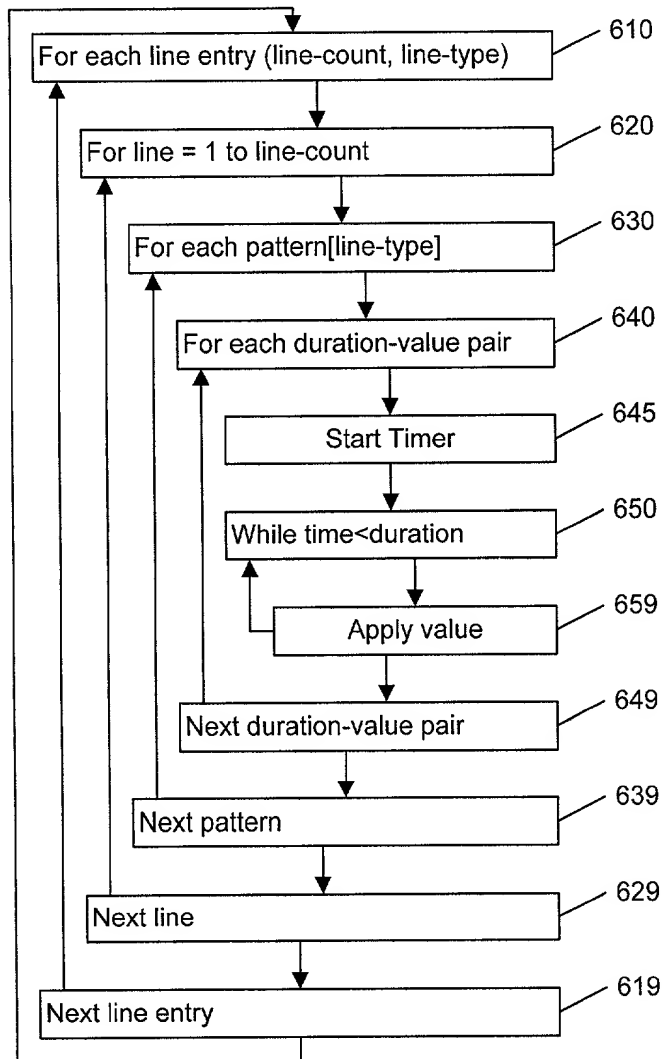 For each line entry (line-count, line-type)
610
For line = 1 to line-count
620
For each pattern[line-type]
630
For each duration-value pair
640
Start Timer
645
While time<duration
650
Apply value
659
Next duration-value pair
649
Next pattern
639
Next line
629
Next line entry
619